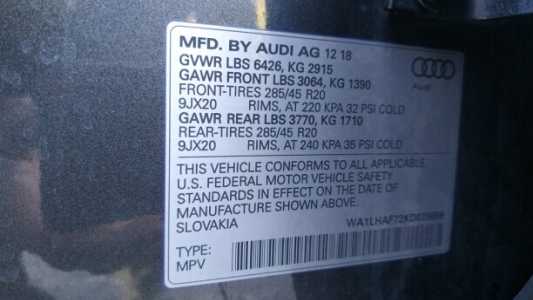 MFD. BY AUDI AG 12 18
GVWR LBS 6426, KG 2915
GAWR FRONT LBS 3064, KG 1390
FRONT-TIRES 285/45 R20
9JX20 RIMS, AT 220 KPA 32 PSI COLD
GAWR REAR LBS 3770, KG 1710
REAR-TIRES 285/45 R20
9JX20 RIMS, AT 240 KPA 35 PSI COLD
Audi
THIS VEHICLE CONFORMS TO ALL APPLICABLE
U.S. FEDERAL MOTOR VEHICLE SAFETY
STANDARDS IN EFFECT ON THE DATE OF
MANUFACTURE SHOWN ABOVE.
SLOVAKIA
TYPE:
MPV